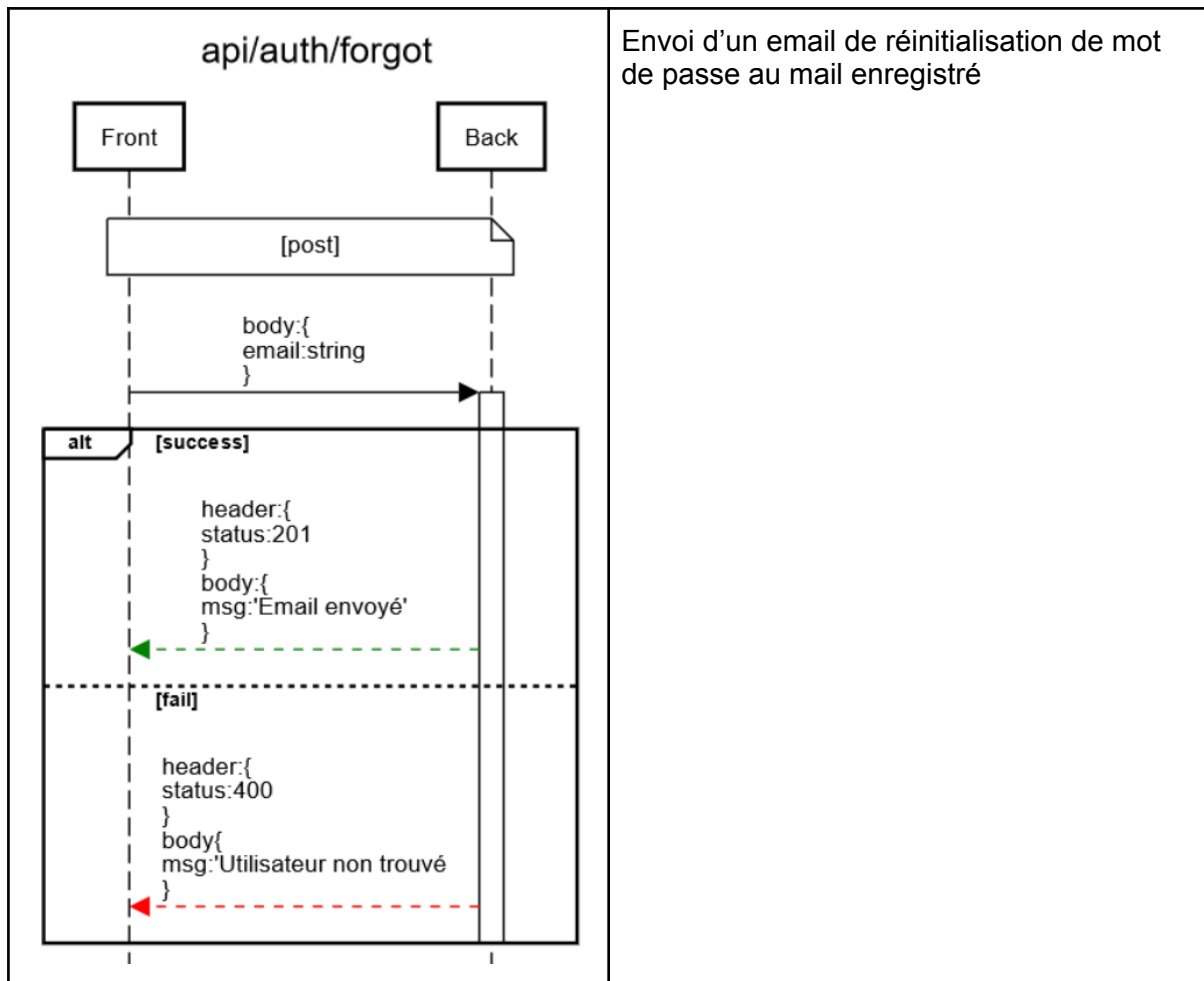 api/auth/forgot
Front
Back
[post]
body:{
email:string
}
alt
[success]
header:{
status:201
}
body:{
msg:'Email envoyé'
}
[fail]
header:{
status:400
}
body{
msg:'Utilisateur non trouvé
}
Envoi d’un email de réinitialisation de mot
de passe au mail enregistré